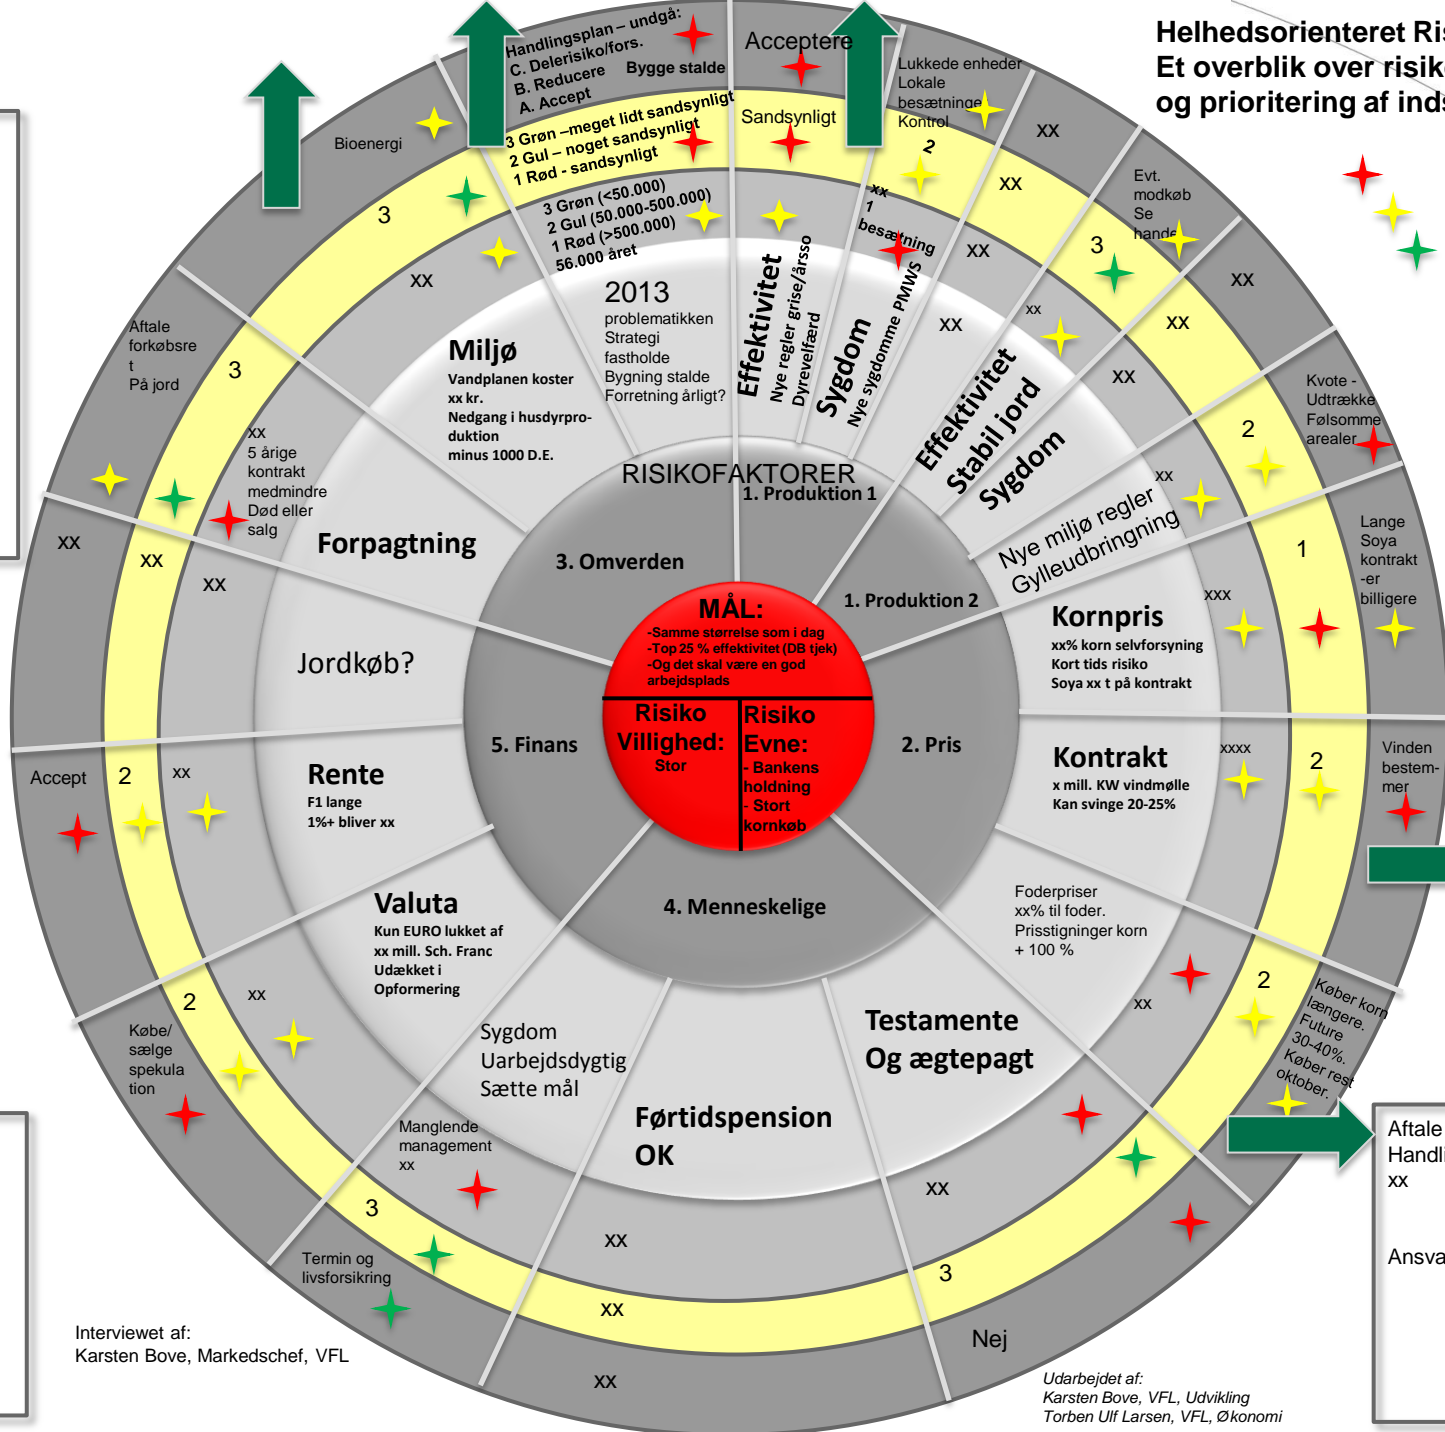 Helhedsorienteret Ris
Et overblik over risiko
og prioritering af inds
Handlingsplan – undgå:
C. Delerisiko/fors.
B. Reducere
A. Accept
Bygge stalde
3 Grøn –meget lidt sandsynligt
2 Gul – noget sandsynligt
1 Rød - sandsynligt
3 Grøn (<50.000)
2 Gul (50.000-500.000)
1 Rød (>500.000)
56.000 året
2013
problematikken
Strategi
fastholde
Bygning stalde
Forretning årligt?
Acceptere
Sandsynligt
Effektivitet
Nye regler grise/årsso
Dyrevelfærd
Lukkede enheder
Lokale
besætninge
Kontrol
2
xx
1
besætning
Sygdom
Nye sygdomme PMWS
xx
xx
xx
xx
Evt.
modkøb
Se
hande
3
xx
Effektivitet
Stabil jord
xx
xx
xx
Sygdom
Kvote -
Udtrække
Følsomme
arealer
2
xx
Nye miljø regler
Gylleudbringning
Lange
Soya
kontrakt
-er
billigere
1
xxx
Kornpris
xx% korn selvforsyning
Kort tids risiko
Soya xx t på kontrakt
Vinden
bestem-
mer
2
xxxx
Kontrakt
x mill. KW vindmølle
Kan svinge 20-25%
Køber korn
længere.
Future
30-40%.
Køber rest
oktober.
2
xx
Foderpriser
xx% til foder.
Prisstigninger korn
+ 100 %
Aftale
Handli
xx
Ansva
Testamente
Og ægtepagt
xx
3
Nej
Førtidspension
OK
xx
xx
xx
Sygdom
Uarbejdsdygtig
Sætte mål
Manglende
management
xx
3
Termin og
livsforsikring
Valuta
Kun EURO lukket af
xx mill. Sch. Franc
Udækket i
Opformering
xx
2
Købe/
sælge
spekula
tion
Rente
F1 lange
1%+ bliver xx
xx
2
Accept
Jordkøb?
xx
xx
xx
Forpagtning
xx
5 årige
kontrakt
medmindre
Død eller
salg
3
Aftale
forkøbsre
t
På jord
Miljø
Vandplanen koster
xx kr.
Nedgang i husdyrpro-
duktion
minus 1000 D.E.
xx
3
Bioenergi
RISIKOFAKTORER
1. Produktion 1
1. Produktion 2
2. Pris
3. Omverden
4. Menneskelige
5. Finans
MÅL:
-Samme størrelse som i dag
-Top 25 % effektivitet (DB tjek)
-Og det skal være en god
arbejdsplads
Risiko
Villighed:
Stor
Risiko
Evne:
- Bankens
holdning
- Stort
kornkøb
Interviewet af:
Karsten Bove, Markedschef, VFL
Udarbejdet af:
Karsten Bove, VFL, Udvikling
Torben Ulf Larsen, VFL, Økonomi